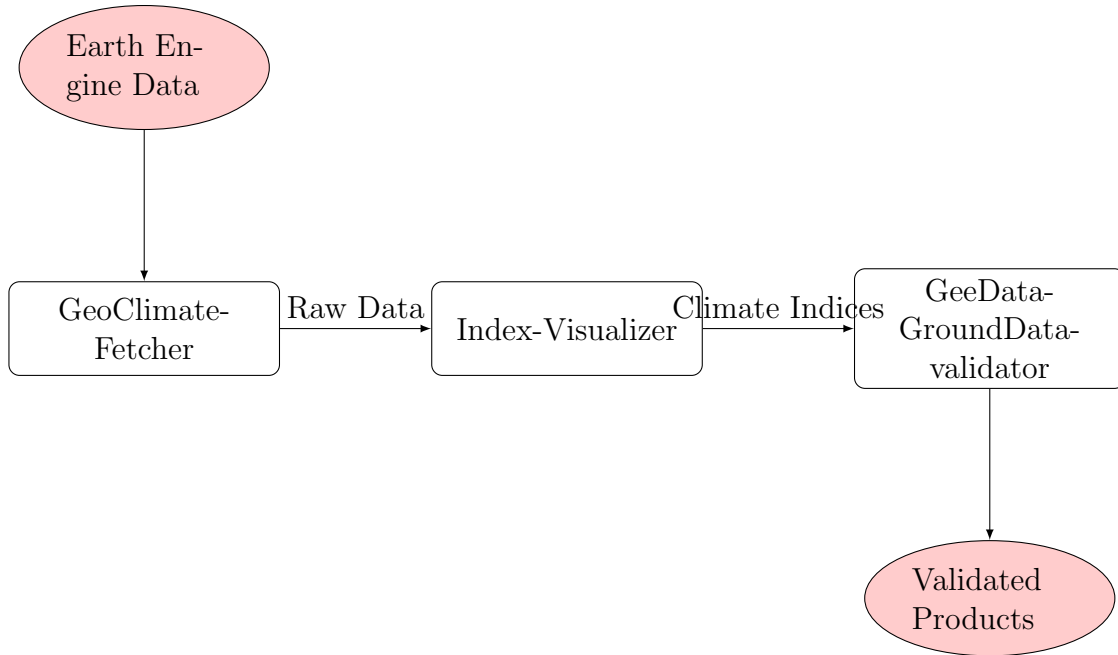 Earth En-
gine Data
GeoClimate-
Fetcher
Raw Data
Index-Visualizer
Climate Indices
GeeData-
GroundData-
validator
Validated
Products